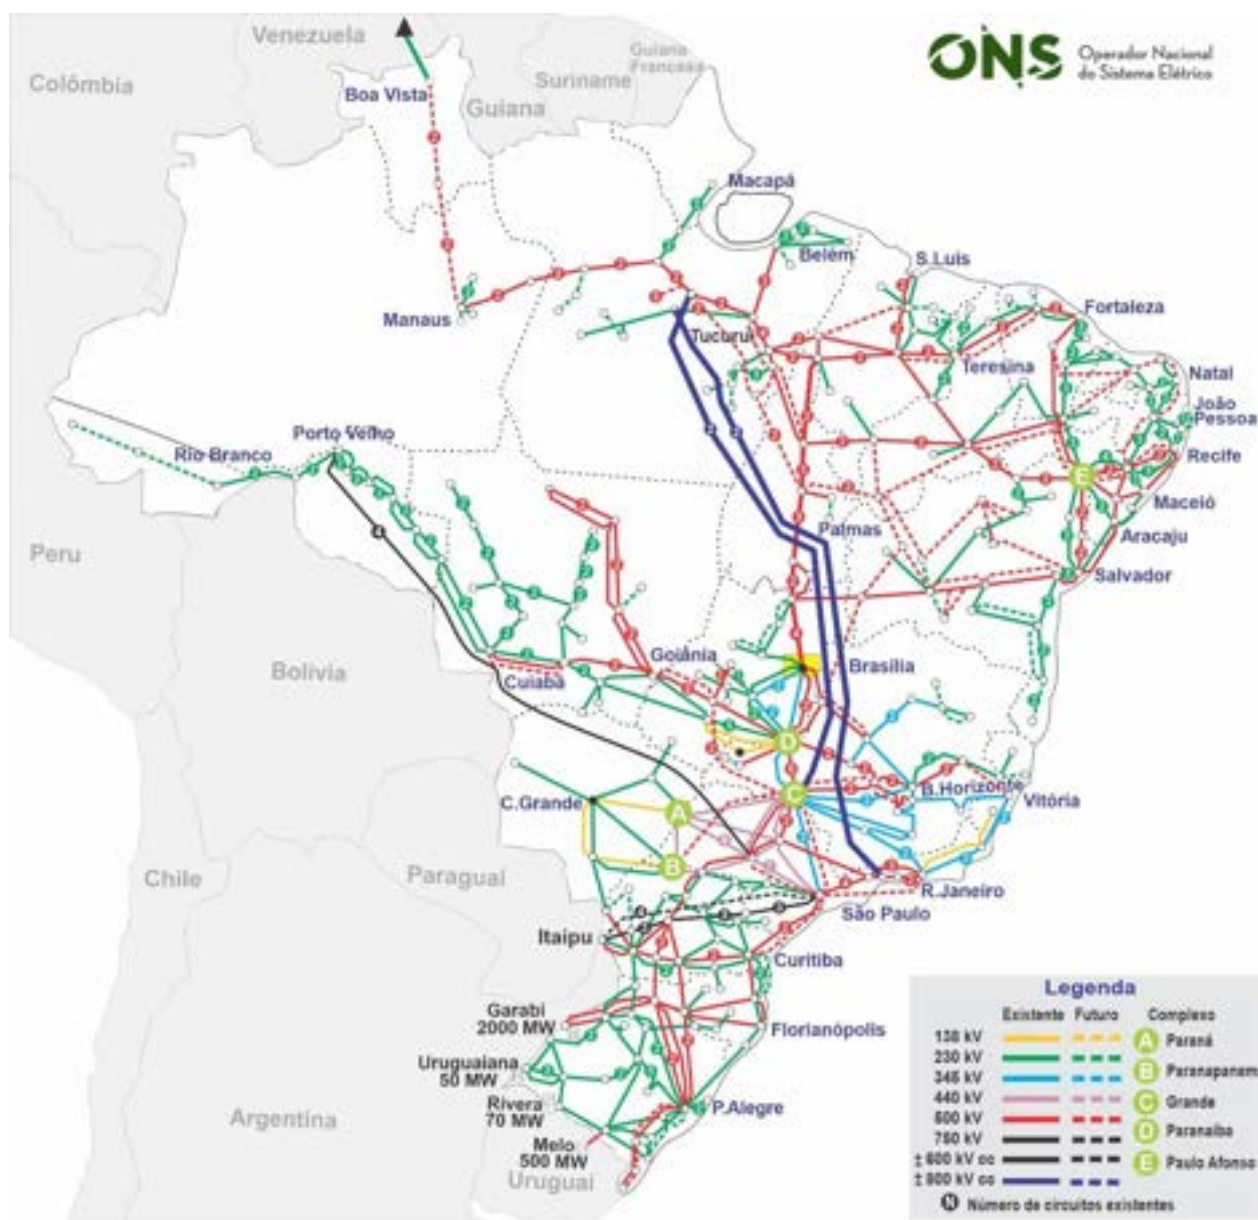 ONS
Operador Nacional
do Sistema Elétrico
Venezuela
Guiana
Francesa
Suriname
Colômbia
Boa Vista
Guiana
Macapá
Belém
S.Luis
Manaus
Fortaleza
Tucuruí
Teresina
Natal
João
Pessoa
Porto Velho
Rio Branco
Recife
E
Maceió
Palmas
Aracaju
Peru
Salvador
Bolívia
Goiânia
Brasília
Cuiabá
D
B.Horizonte
C
Vitória
C.Grande
A
B
Chile
Paraguai
R.Janeiro
São Paulo
Itaipu
Curitiba
Garabi
2000 MW
Florianópolis
Uruguaiana
50 MW
Rivera
70 MW
P.Alegre
Argentina
Melo
500 MW
Uruguai
Legenda
Existente Futuro Complexo
138 kV A Paraná
230 kV
345 kV B Paranapanem
440 kV C Grande
500 kV
750 kV D Paranaíba
± 600 kV cc E Paulo Afonso
± 800 kV cc
N Número de circuitos existentes